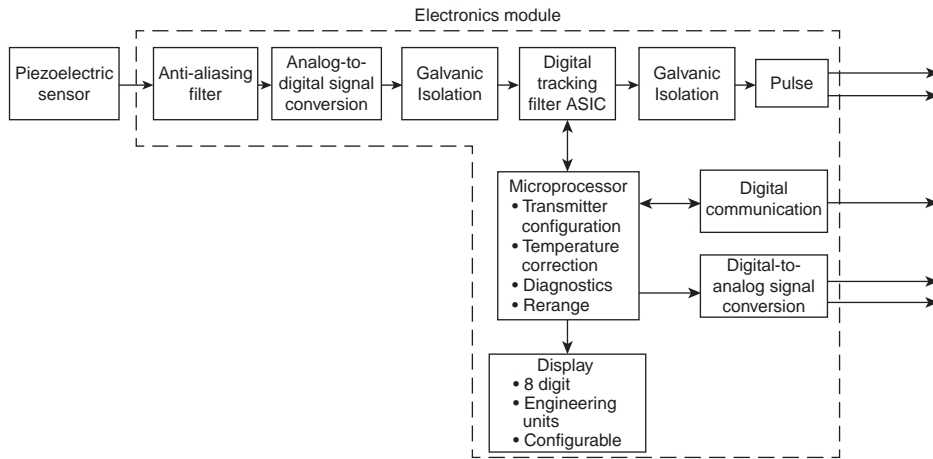 Electronics module
Piezoelectric
sensor
Anti-aliasing
filter
Analog-to-
digital signal
conversion
Galvanic
Isolation
Digital
tracking
filter ASIC
Galvanic
Isolation
Pulse
Microprocessor
• Transmitter
configuration
• Temperature
correction
• Diagnostics
• Rerange
Digital
communication
Digital-to-
analog signal
conversion
Display
• 8 digit
• Engineering
units
• Configurable